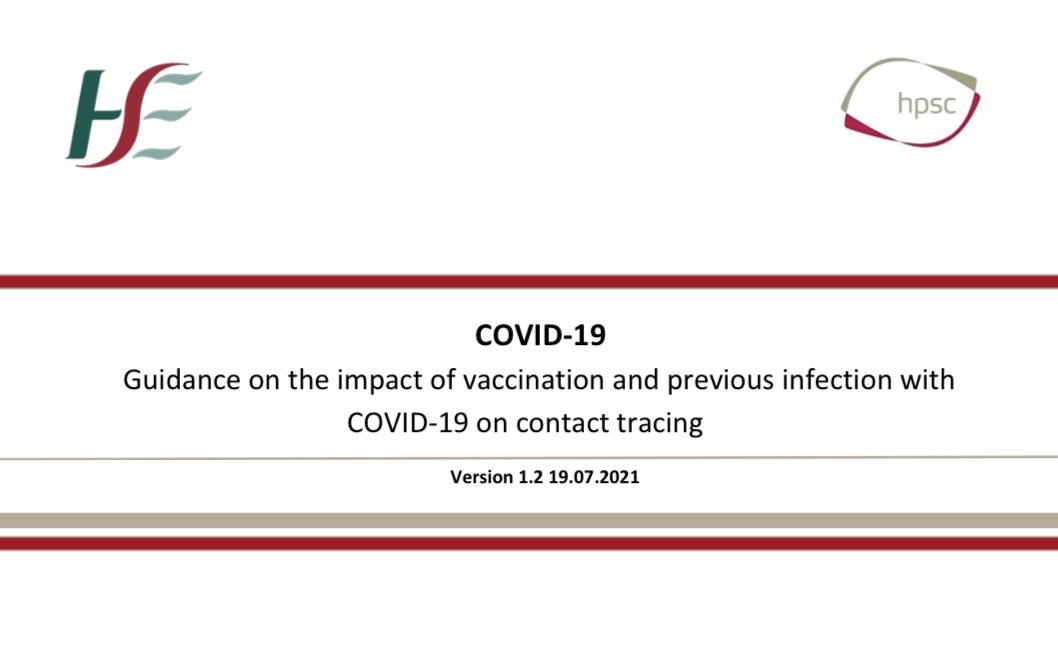 HSE
hpsc
COVID-19
Guidance on the impact of vaccination and previous infection with
COVID-19 on contact tracing
Version 1.2 19.07.2021